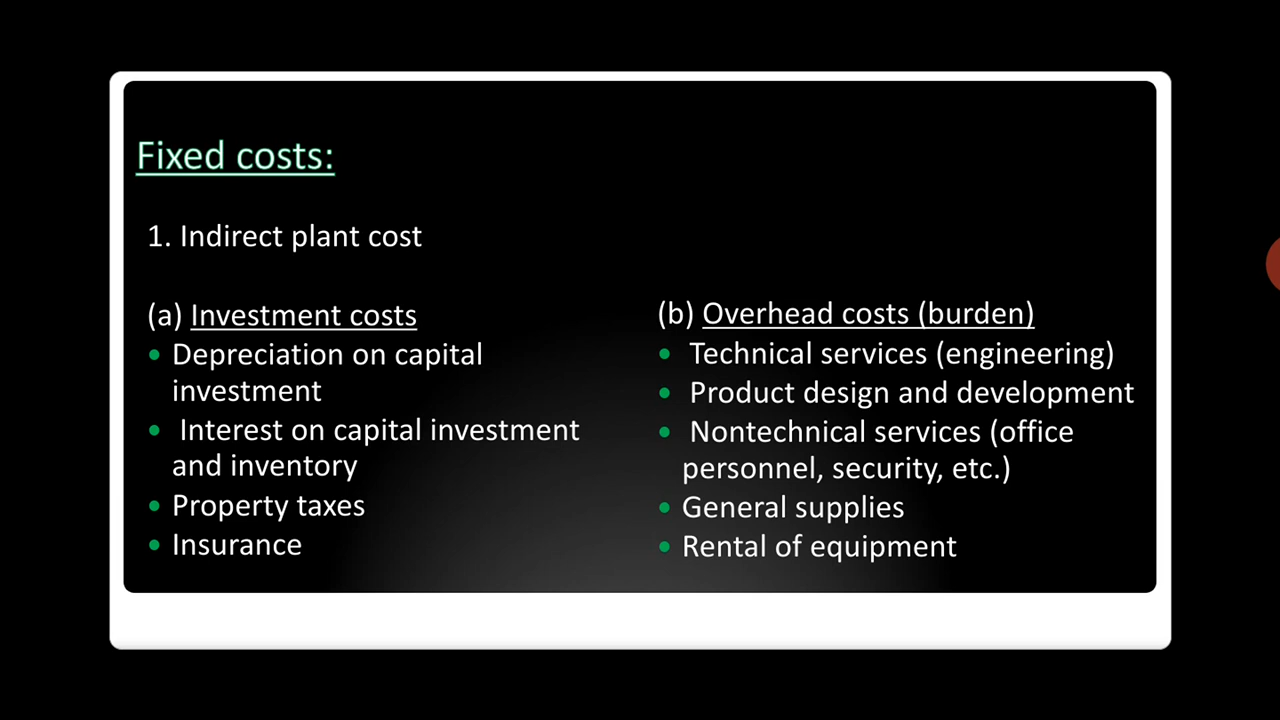 Fixed costs:
1. Indirect plant cost
(a) Investment costs
• Depreciation on capital
investment
• Interest on capital investment
and inventory
• Property taxes
• Insurance
(b) Overhead costs (burden)
• Technical services (engineering)
• Product design and development
• Nontechnical services (office
personnel, security, etc.)
• General supplies
• Rental of equipment